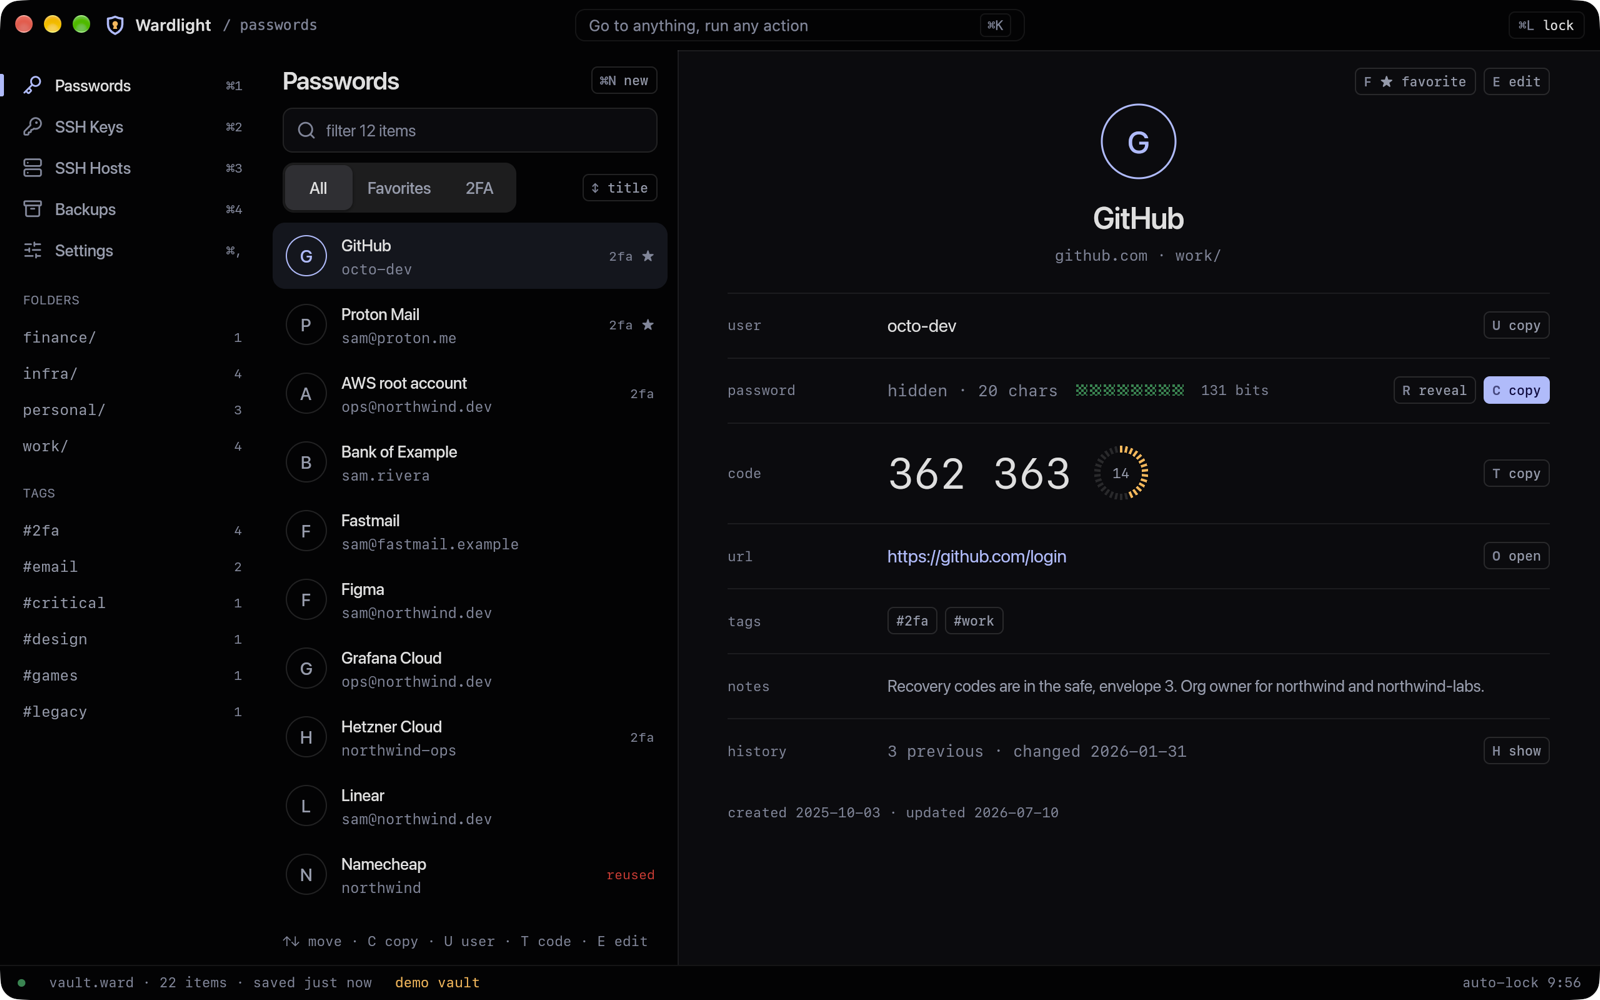 Wardlight / passwords
Go to anything, run any action ⌘K
⌘L lock
Passwords ⌘1
SSH Keys ⌘2
SSH Hosts ⌘3
Backups ⌘4
Settings ⌘,
FOLDERS
finance/ 1
infra/ 4
personal/ 3
work/ 4
TAGS
#2fa 4
#email 2
#critical 1
#design 1
#games 1
#legacy 1
Passwords ⌘N new
filter 12 items
All Favorites 2FA ↕ title
G GitHub 2fa ★
octo-dev
P Proton Mail 2fa ★
sam@proton.me
A AWS root account 2fa
ops@northwind.dev
B Bank of Example
sam.rivera
F Fastmail
sam@fastmail.example
F Figma
sam@northwind.dev
G Grafana Cloud
ops@northwind.dev
H Hetzner Cloud 2fa
northwind-ops
L Linear
sam@northwind.dev
N Namecheap reused
northwind
↑↓ move · C copy · U user · T code · E edit
F ★ favorite E edit
G
GitHub
github.com · work/
user octo-dev U copy
password hidden · 20 chars 131 bits R reveal C copy
code 362 363 14 T copy
url https://github.com/login O open
tags #2fa #work
notes Recovery codes are in the safe, envelope 3. Org owner for northwind and northwind-labs.
history 3 previous · changed 2026-01-31 H show
created 2025-10-03 · updated 2026-07-10
vault.ward · 22 items · saved just now demo vault
auto-lock 9:56